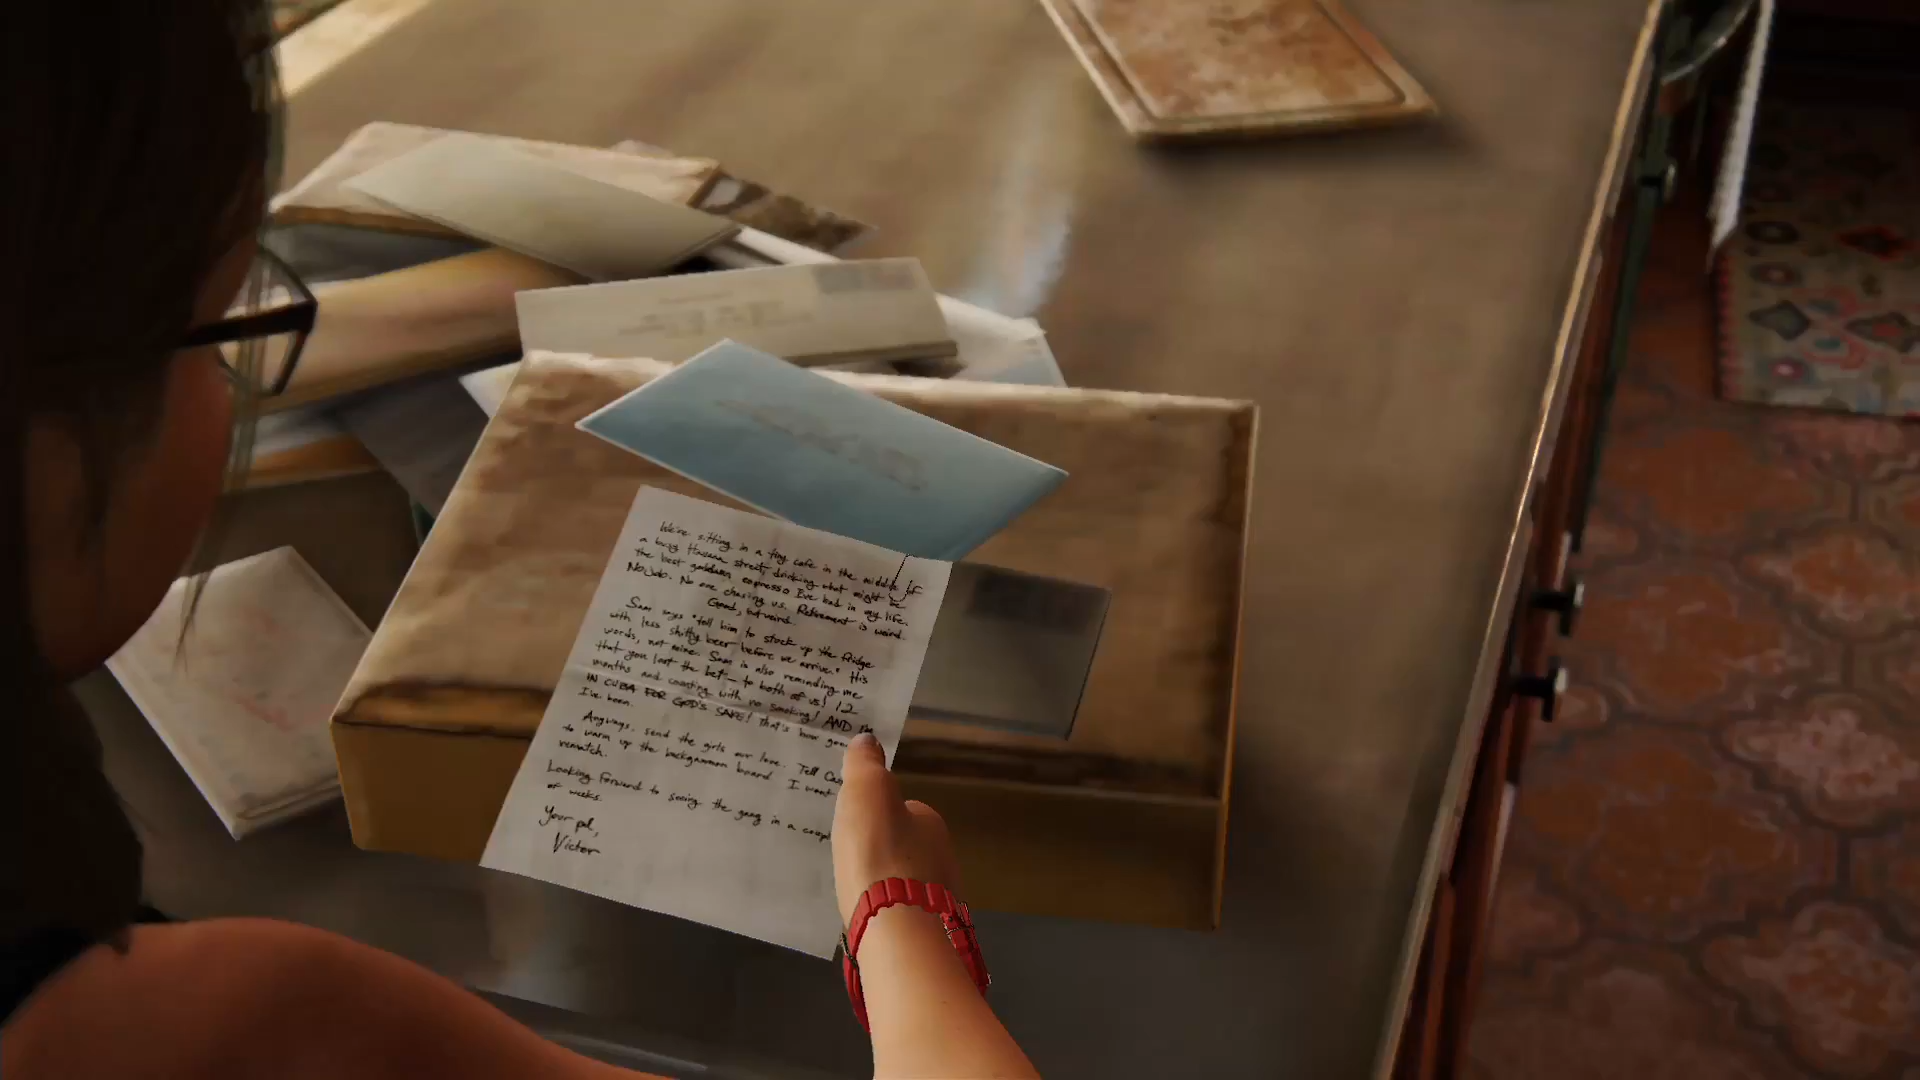 We're sitting in a tiny cafe in the middle of
a busy Havana street, drinking what might be
the best goddamn espresso I've had in my life.
No job. No one chasing us. Retirement is weird.
Good, but weird.
Sam says "tell him to stock up the fridge
with less shitty beer before we arrive." His
words, not mine. Sam is also reminding me
that you lost the bet — to both of us! 12
months and counting with no smoking! AND
IN CUBA FOR GOD'S SAKE! That's how
I've been.
Anyways, send the girls our love. Tell
to warm up the backgammon board. I want
rematch.
Looking forward to seeing the gang in a
of weeks.
Your pal,
Victor